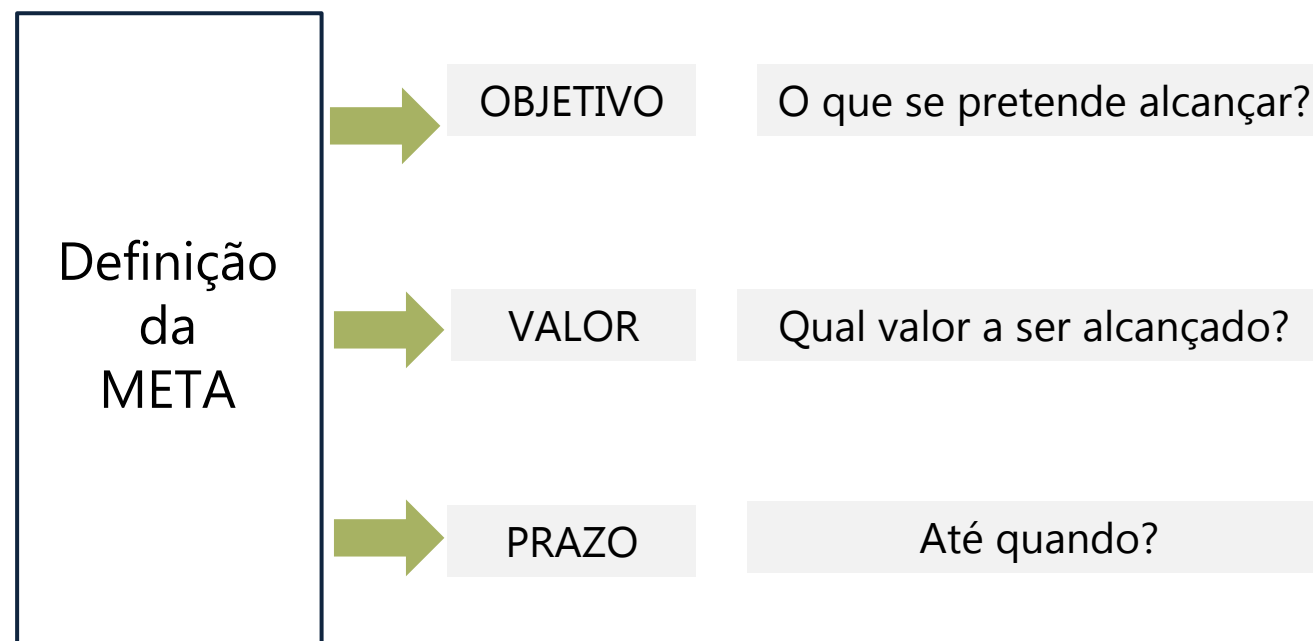 Definição
da
META
OBJETIVO
O que se pretende alcançar?
VALOR
Qual valor a ser alcançado?
PRAZO
Até quando?